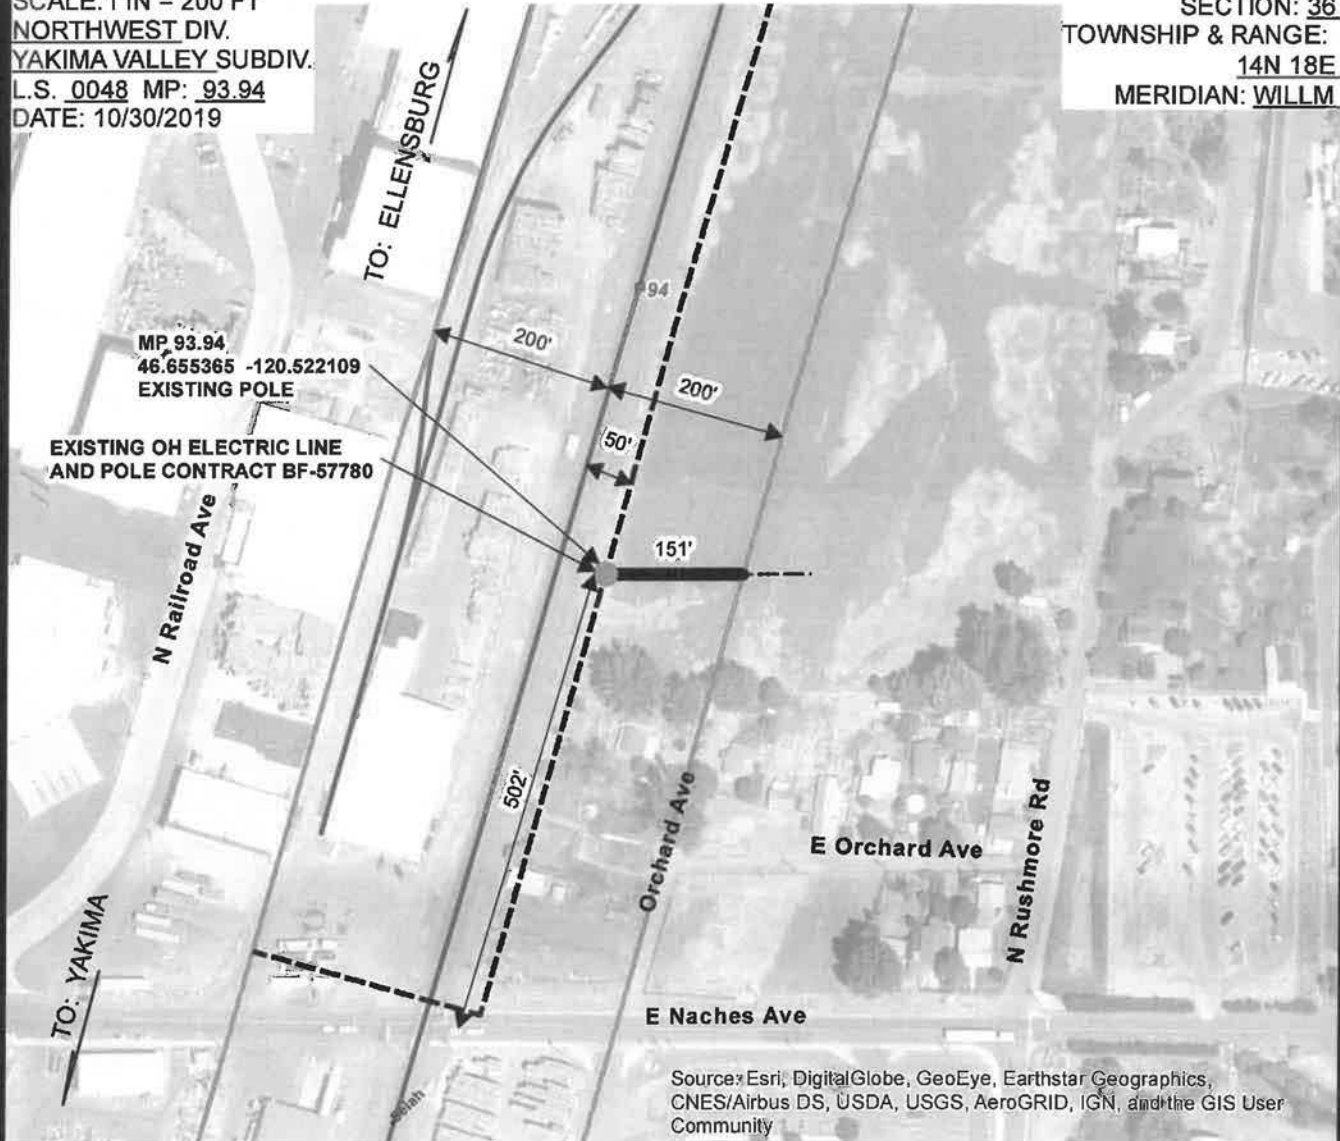 SCALE: 1 IN = 200 FT
NORTHWEST DIV.
YAKIMA VALLEY SUBDIV.
L.S. 0048 MP: 93.94
DATE: 10/30/2019
SECTION: 36
TOWNSHIP & RANGE:
14N 18E
MERIDIAN: WILLM
TO: ELLENSBURG
94
200'
200'
MP 93.94
46.655365 -120.522109
EXISTING POLE
50'
EXISTING OH ELECTRIC LINE
AND POLE CONTRACT BF-57780
N Railroad Ave
151'
502'
Orchard Ave
E Orchard Ave
N Rushmore Rd
TO: YAKIMA
E Naches Ave
Selah
Source: Esri, DigitalGlobe, GeoEye, Earthstar Geographics,
CNES/Airbus DS, USDA, USGS, AeroGRID, IGN, and the GIS User
Community